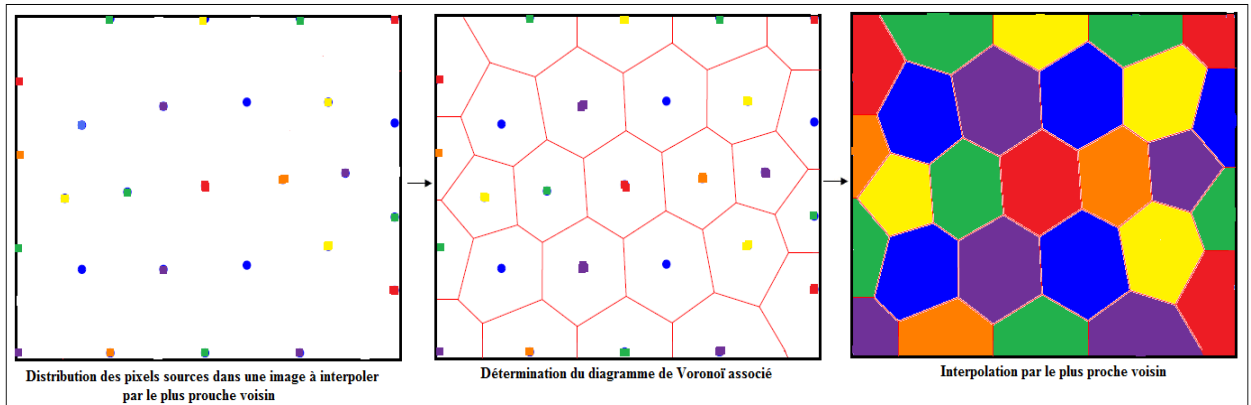 Distribution des pixels sources dans une image à interpoler
par le plus prouche voisin
Détermination du diagramme de Voronoï associé
Interpolation par le plus proche voisin